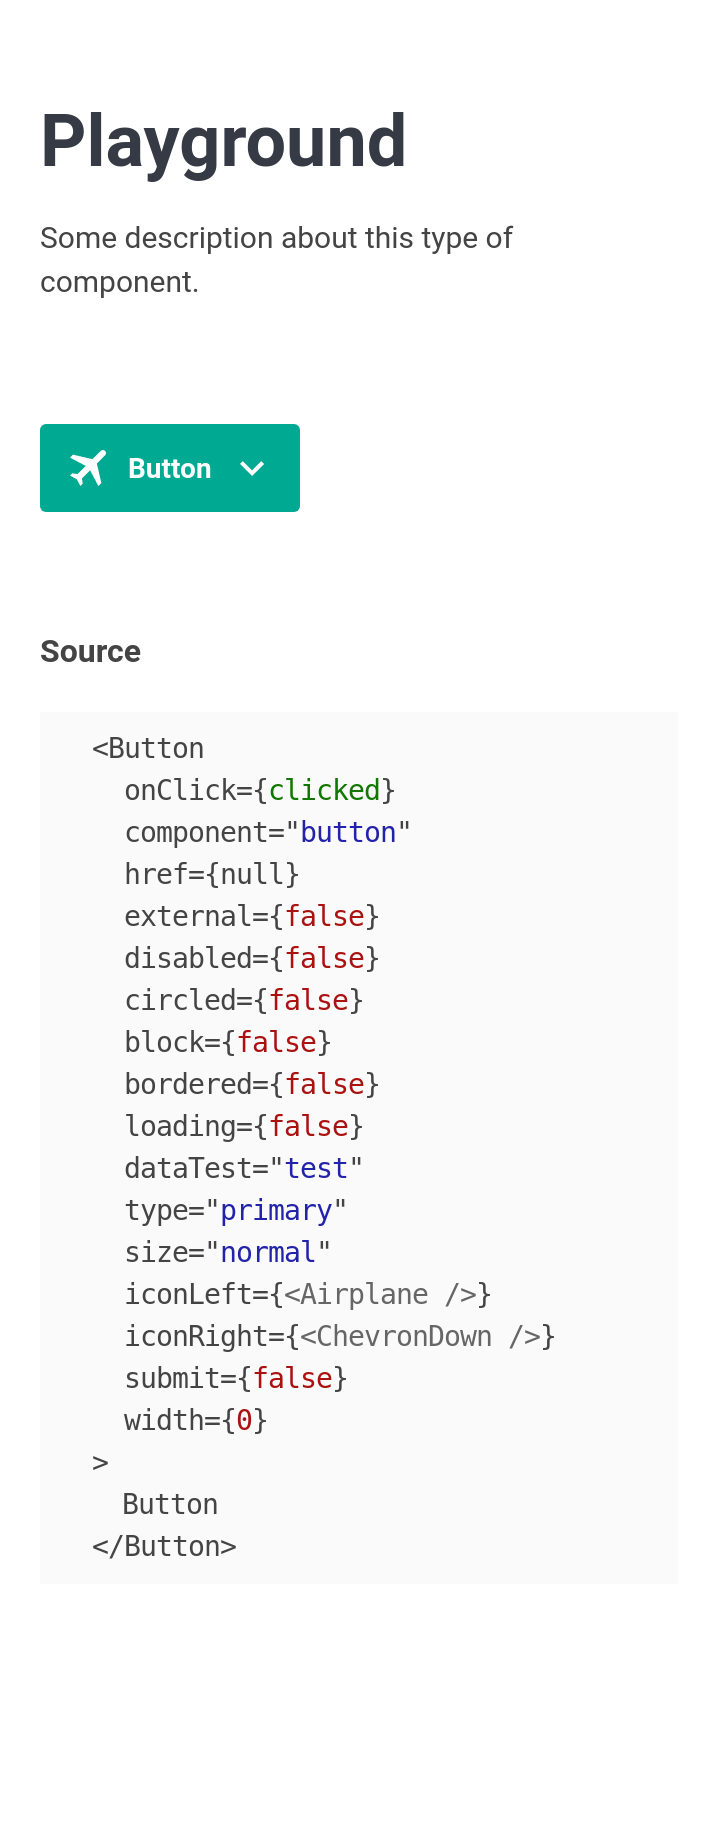 Playground
Some description about this type of
component.
Button
Source
<Button
  onClick={clicked}
  component="button"
  href={null}
  external={false}
  disabled={false}
  circled={false}
  block={false}
  bordered={false}
  loading={false}
  dataTest="test"
  type="primary"
  size="normal"
  iconLeft={<Airplane />}
  iconRight={<ChevronDown />}
  submit={false}
  width={0}
>
  Button
</Button>